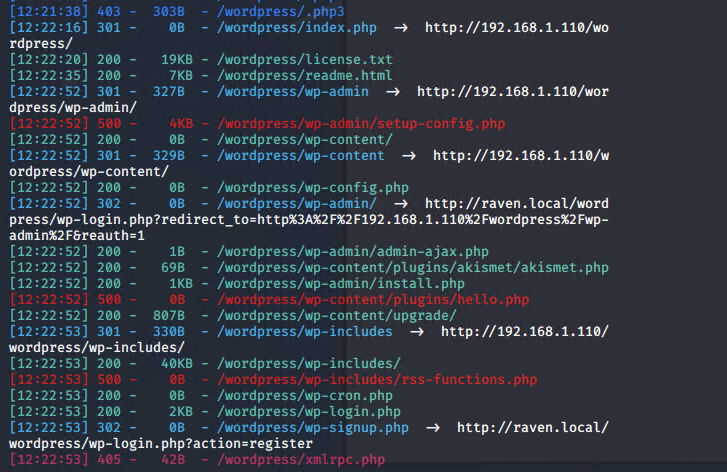 [12:21:38] 403 - 303B - /wordpress/.php3
[12:22:16] 301 - 0B - /wordpress/index.php → http://192.168.1.110/wo
rdpress/
[12:22:20] 200 - 19KB - /wordpress/license.txt
[12:22:35] 200 - 7KB - /wordpress/readme.html
[12:22:52] 301 - 327B - /wordpress/wp-admin → http://192.168.1.110/wor
dpress/wp-admin/
[12:22:52] 500 - 4KB - /wordpress/wp-admin/setup-config.php
[12:22:52] 200 - 0B - /wordpress/wp-content/
[12:22:52] 301 - 329B - /wordpress/wp-content → http://192.168.1.110/w
ordpress/wp-content/
[12:22:52] 200 - 0B - /wordpress/wp-config.php
[12:22:52] 302 - 0B - /wordpress/wp-admin/ → http://raven.local/word
press/wp-login.php?redirect_to=http%3A%2F%2F192.168.1.110%2Fwordpress%2Fwp-
admin%2F&reauth=1
[12:22:52] 200 - 1B - /wordpress/wp-admin/admin-ajax.php
[12:22:52] 200 - 69B - /wordpress/wp-content/plugins/akismet/akismet.php
[12:22:52] 200 - 1KB - /wordpress/wp-admin/install.php
[12:22:52] 500 - 0B - /wordpress/wp-content/plugins/hello.php
[12:22:52] 200 - 807B - /wordpress/wp-content/upgrade/
[12:22:53] 301 - 330B - /wordpress/wp-includes → http://192.168.1.110/
wordpress/wp-includes/
[12:22:53] 200 - 40KB - /wordpress/wp-includes/
[12:22:53] 500 - 0B - /wordpress/wp-includes/rss-functions.php
[12:22:53] 200 - 0B - /wordpress/wp-cron.php
[12:22:53] 200 - 2KB - /wordpress/wp-login.php
[12:22:53] 302 - 0B - /wordpress/wp-signup.php → http://raven.local/
wordpress/wp-login.php?action=register
[12:22:53] 405 - 42B - /wordpress/xmlrpc.php